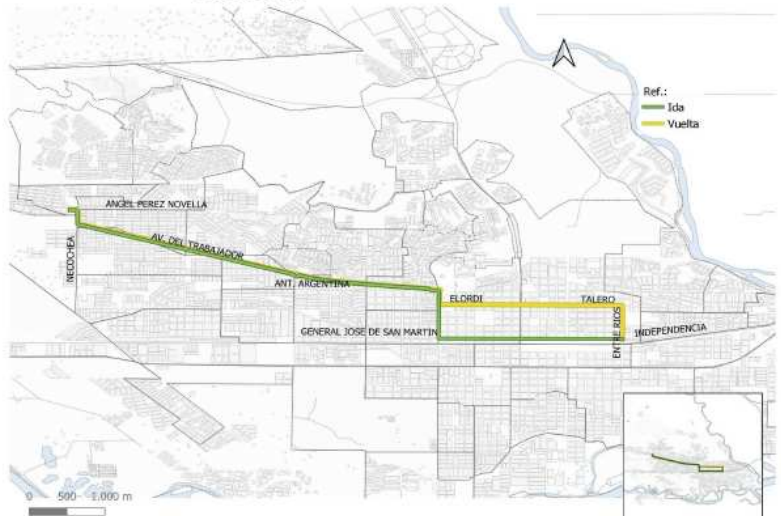 Ref.:
Ida
Vuelta
ANGEL PEREZ NOVELLA
NECOCHEA
AV. DEL TRABAJADOR
ANT. ARGENTINA
ELORDI
TALERO
ENTRE RIOS
GENERAL JOSE DE SAN MARTIN
INDEPENDENCIA
0 500 1.000 m